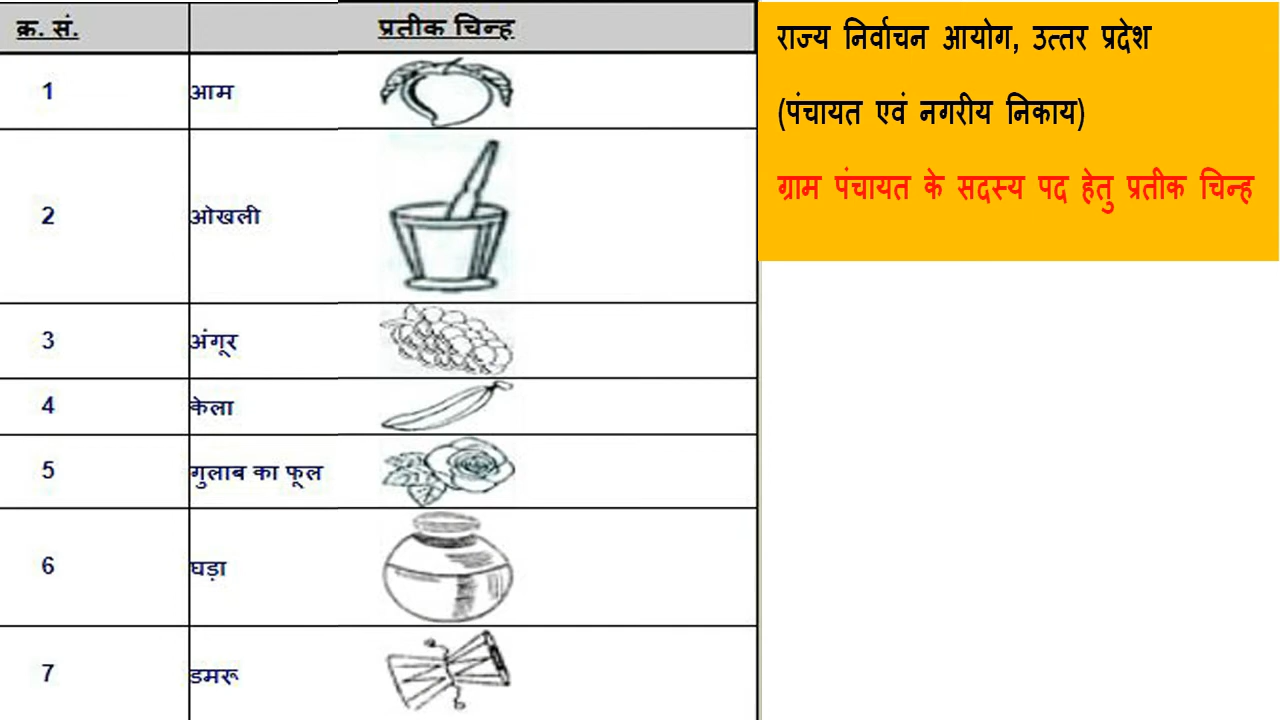 क्र. सं. प्रतीक चिन्ह
1 आम
2 ओखली
3 अंगूर
4 केला
5 गुलाब का फूल
6 घड़ा
7 डमरू
राज्य निर्वाचन आयोग, उत्तर प्रदेश
(पंचायत एवं नगरीय निकाय)
ग्राम पंचायत के सदस्य पद हेतु प्रतीक चिन्ह